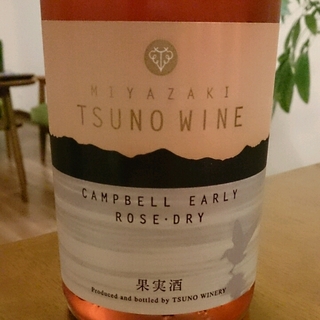 MIYAZAKI
TSUNO WINE
CAMPBELL EARLY
ROSE・DRY
果実酒
Produced and bottled by TSUNO WINERY